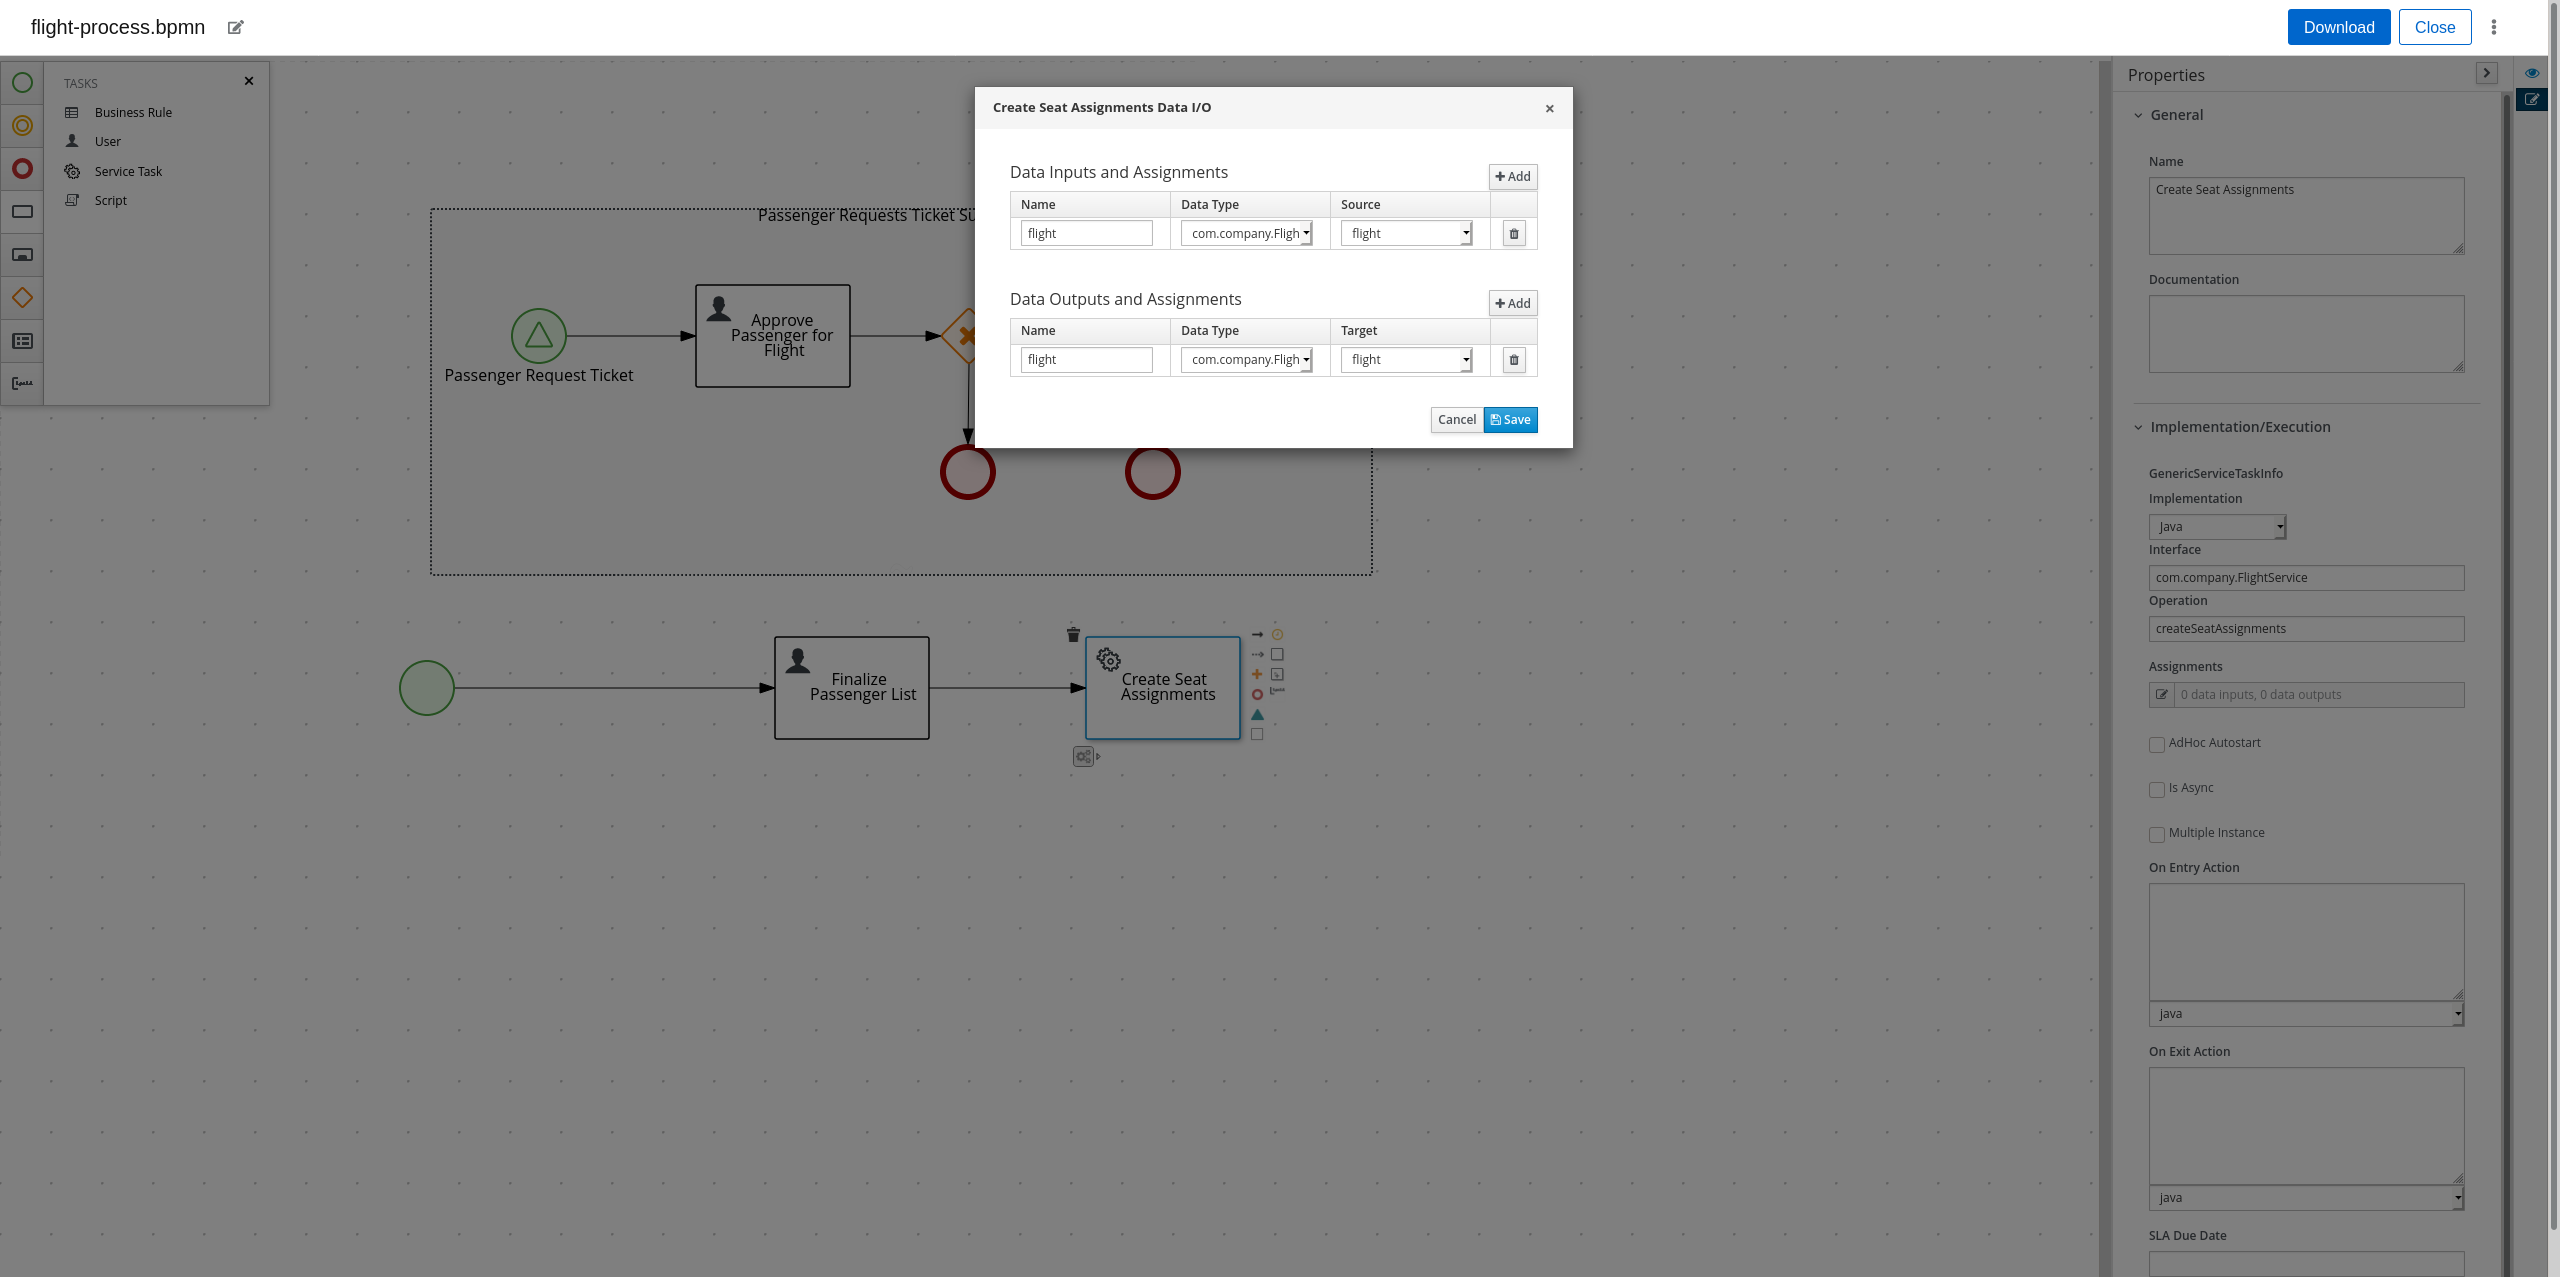 flight-process.bpmn
Download
Close
TASKS
Business Rule
User
Service Task
Script
Passenger Requests Ticket Su
Passenger Request Ticket
Approve
Passenger for
Flight
Finalize
Passenger List
Create Seat
Assignments
Create Seat Assignments Data I/O
Data Inputs and Assignments
Add
Name Data Type Source
flight com.company.Fligh flight
Data Outputs and Assignments
Add
Name Data Type Target
flight com.company.Fligh flight
Cancel Save
Properties
General
Name
Create Seat Assignments
Documentation
Implementation/Execution
GenericServiceTaskInfo
Implementation
Java
Interface
com.company.FlightService
Operation
createSeatAssignments
Assignments
0 data inputs, 0 data outputs
AdHoc Autostart
Is Async
Multiple Instance
On Entry Action
java
On Exit Action
java
SLA Due Date